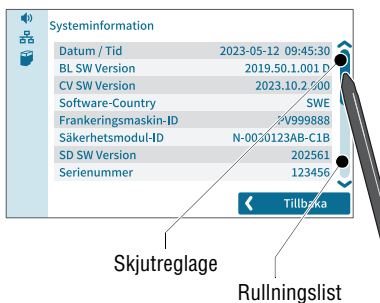 Systeminformation
Datum / Tid 2023-05-12 09:45:30
BL SW Version 2019.50.1.001 D
CV SW Version 2023.10.2.600
Software-Country SWE
Frankeringsmaskin-ID PV999888
Säkerhetsmodul-ID N-0030123AB-C1B
SD SW Version 202561
Serienummer 123456
Tillbaka
Skjutreglage
Rullningslist